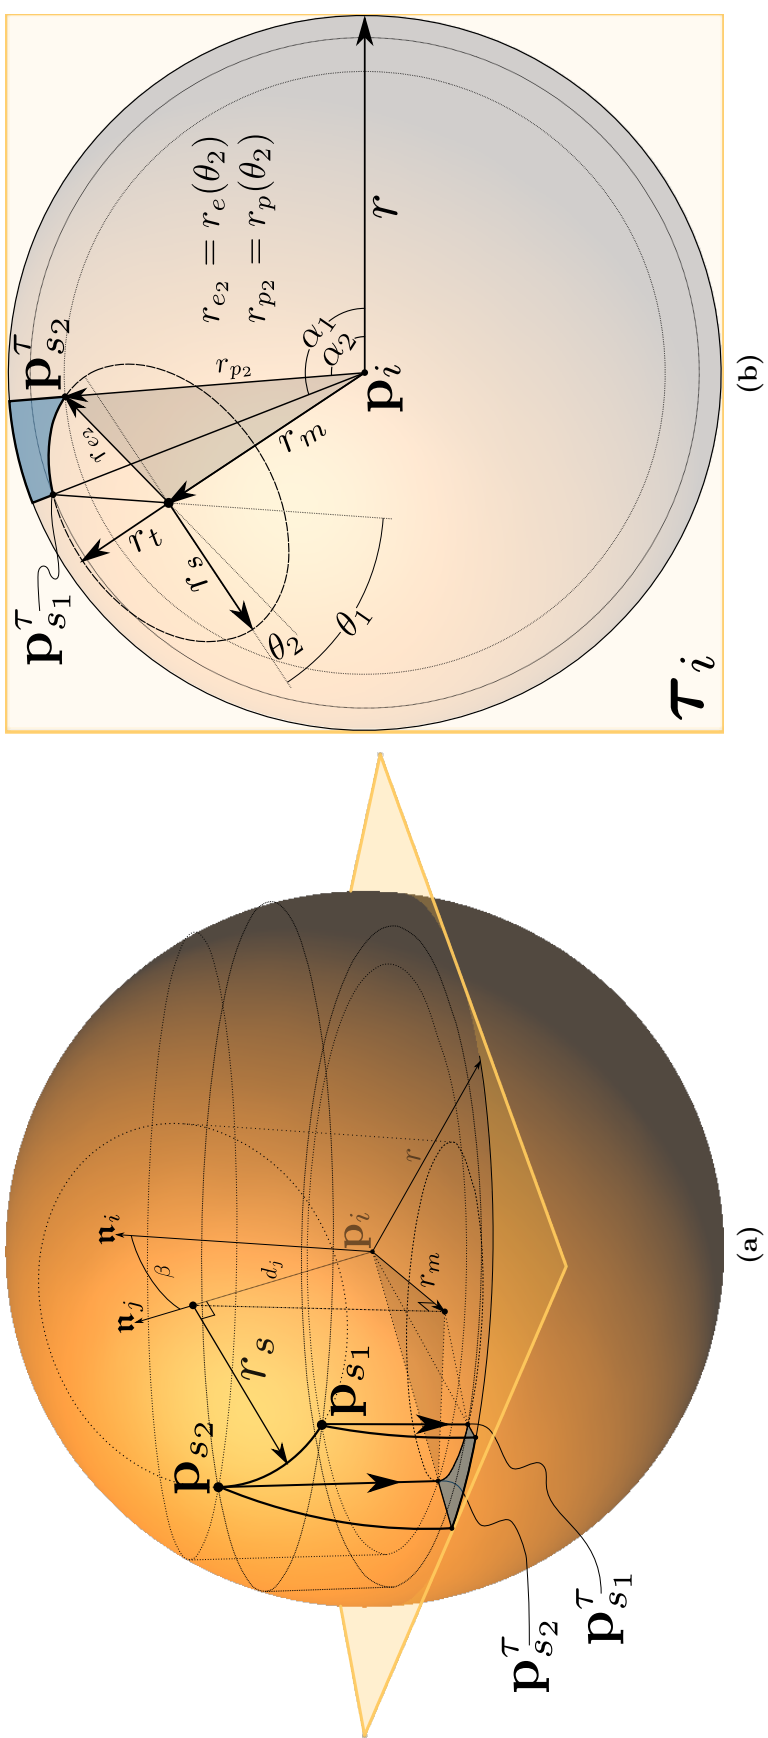 n_i
n_j
β
d_j
p_i
r
r_m
r_s
p_{s_2}
p_{s_1}
p^τ_{s_2}
p^τ_{s_1}
(a)
p^τ_{s_1}
p^τ_{s_2}
r_{e_2} = r_e(θ_2)
r_{p_2} = r_p(θ_2)
r_{e_2}
r_{p_2}
α_1
α_2
r_t
r_s
r_m
r
p_i
θ_2
θ_1
τ_i
(b)